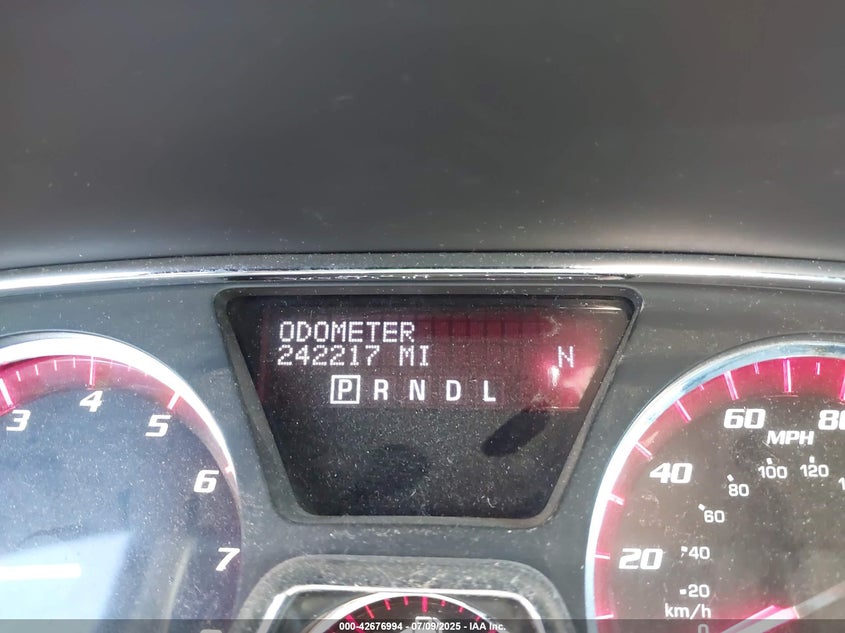 ODOMETER
242217 MI N
P R N D L
3 4 5 6 7
20 40 60 80
MPH
20 40 60 80 100 120
km/h
0
000-42676994 - 07/09/2025 - IAA Inc.